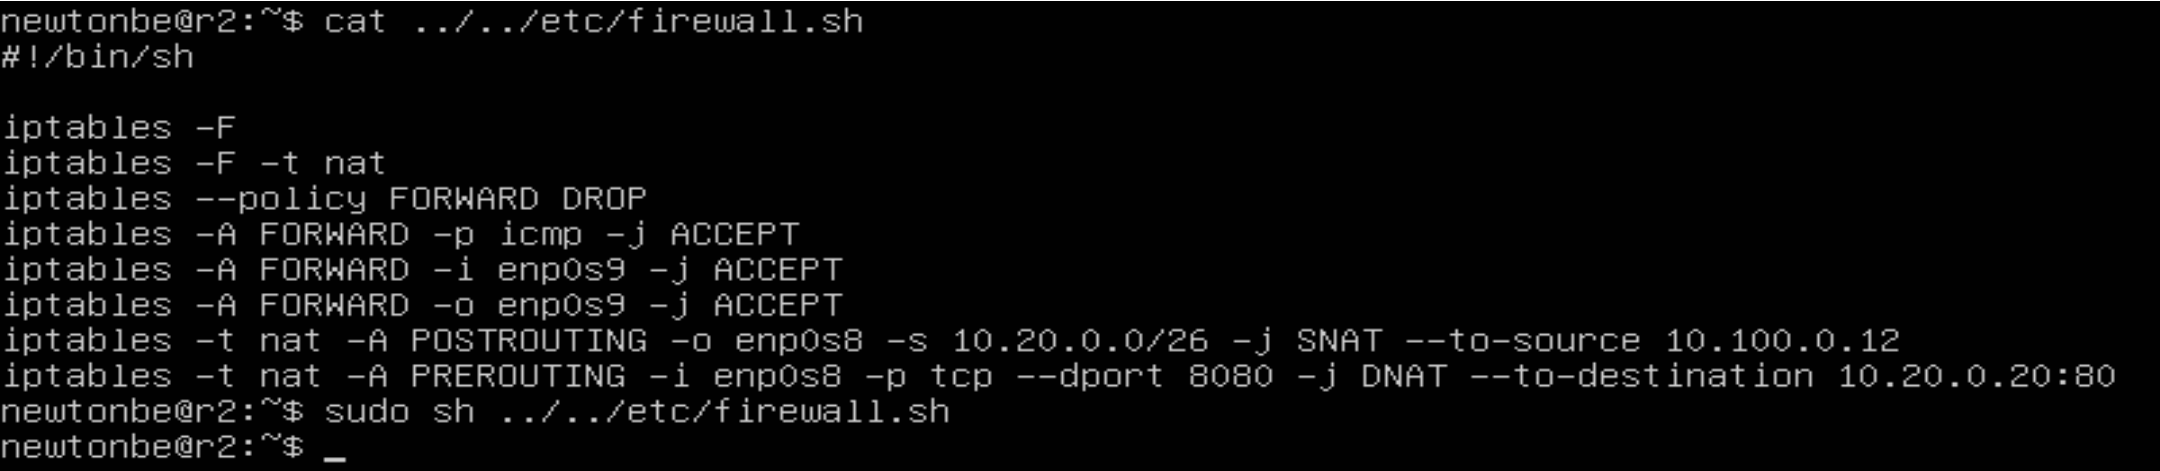 newtonbe@r2:~$ cat ../../etc/firewall.sh
#!/bin/sh

iptables -F
iptables -F -t nat
iptables --policy FORWARD DROP
iptables -A FORWARD -p icmp -j ACCEPT
iptables -A FORWARD -i enp0s9 -j ACCEPT
iptables -A FORWARD -o enp0s9 -j ACCEPT
iptables -t nat -A POSTROUTING -o enp0s8 -s 10.20.0.0/26 -j SNAT --to-source 10.100.0.12
iptables -t nat -A PREROUTING -i enp0s8 -p tcp --dport 8080 -j DNAT --to-destination 10.20.0.20:80
newtonbe@r2:~$ sudo sh ../../etc/firewall.sh
newtonbe@r2:~$ _